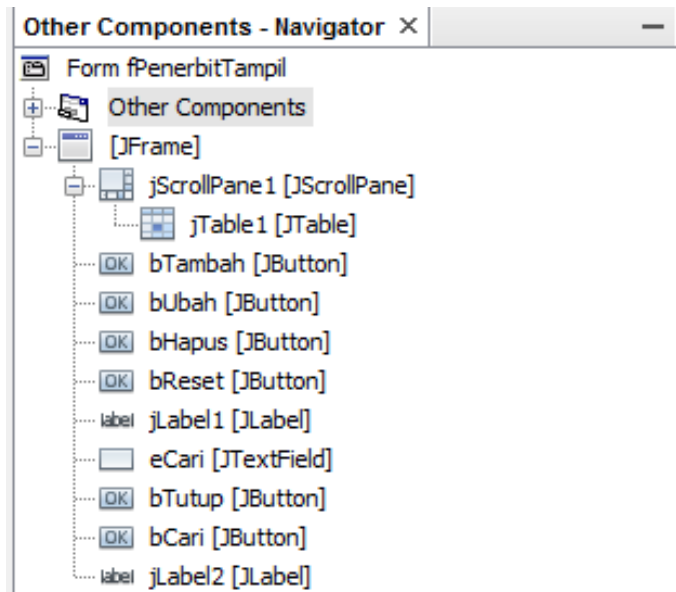 Other Components - Navigator ×
Form fPenerbitTampil
Other Components
[JFrame]
jScrollPane1 [JScrollPane]
jTable1 [JTable]
OK bTambah [JButton]
OK bUbah [JButton]
OK bHapus [JButton]
OK bReset [JButton]
label jLabel1 [JLabel]
eCari [JTextField]
OK bTutup [JButton]
OK bCari [JButton]
label jLabel2 [JLabel]